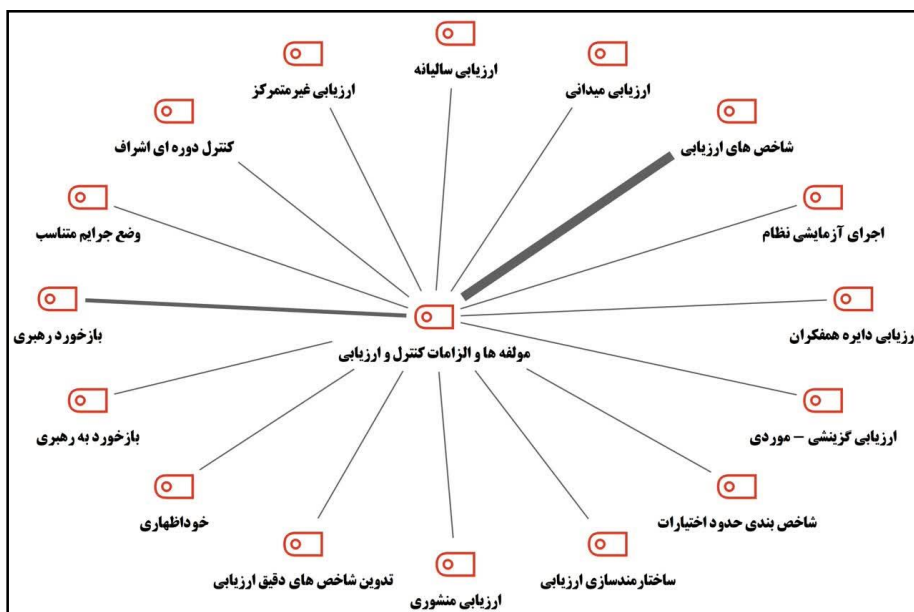 ارزیابی سالیانه
ارزیابی میدانی
ارزیابی غیرمتمرکز
شاخص های ارزیابی
کنترل دوره ای اشراف
اجرای آزمایشی نظام
وضع جرایم متناسب
رزیابی دایره همفکران
بازخورد رهبری
مولفه ها و الزامات کنترل و ارزیابی
ارزیابی گزینشی – موردی
بازخورد به رهبری
شاخص بندی حدود اختیارات
خوداظهاری
ساختارمندسازی ارزیابی
تدوین شاخص های دقیق ارزیابی
ارزیابی منشوری